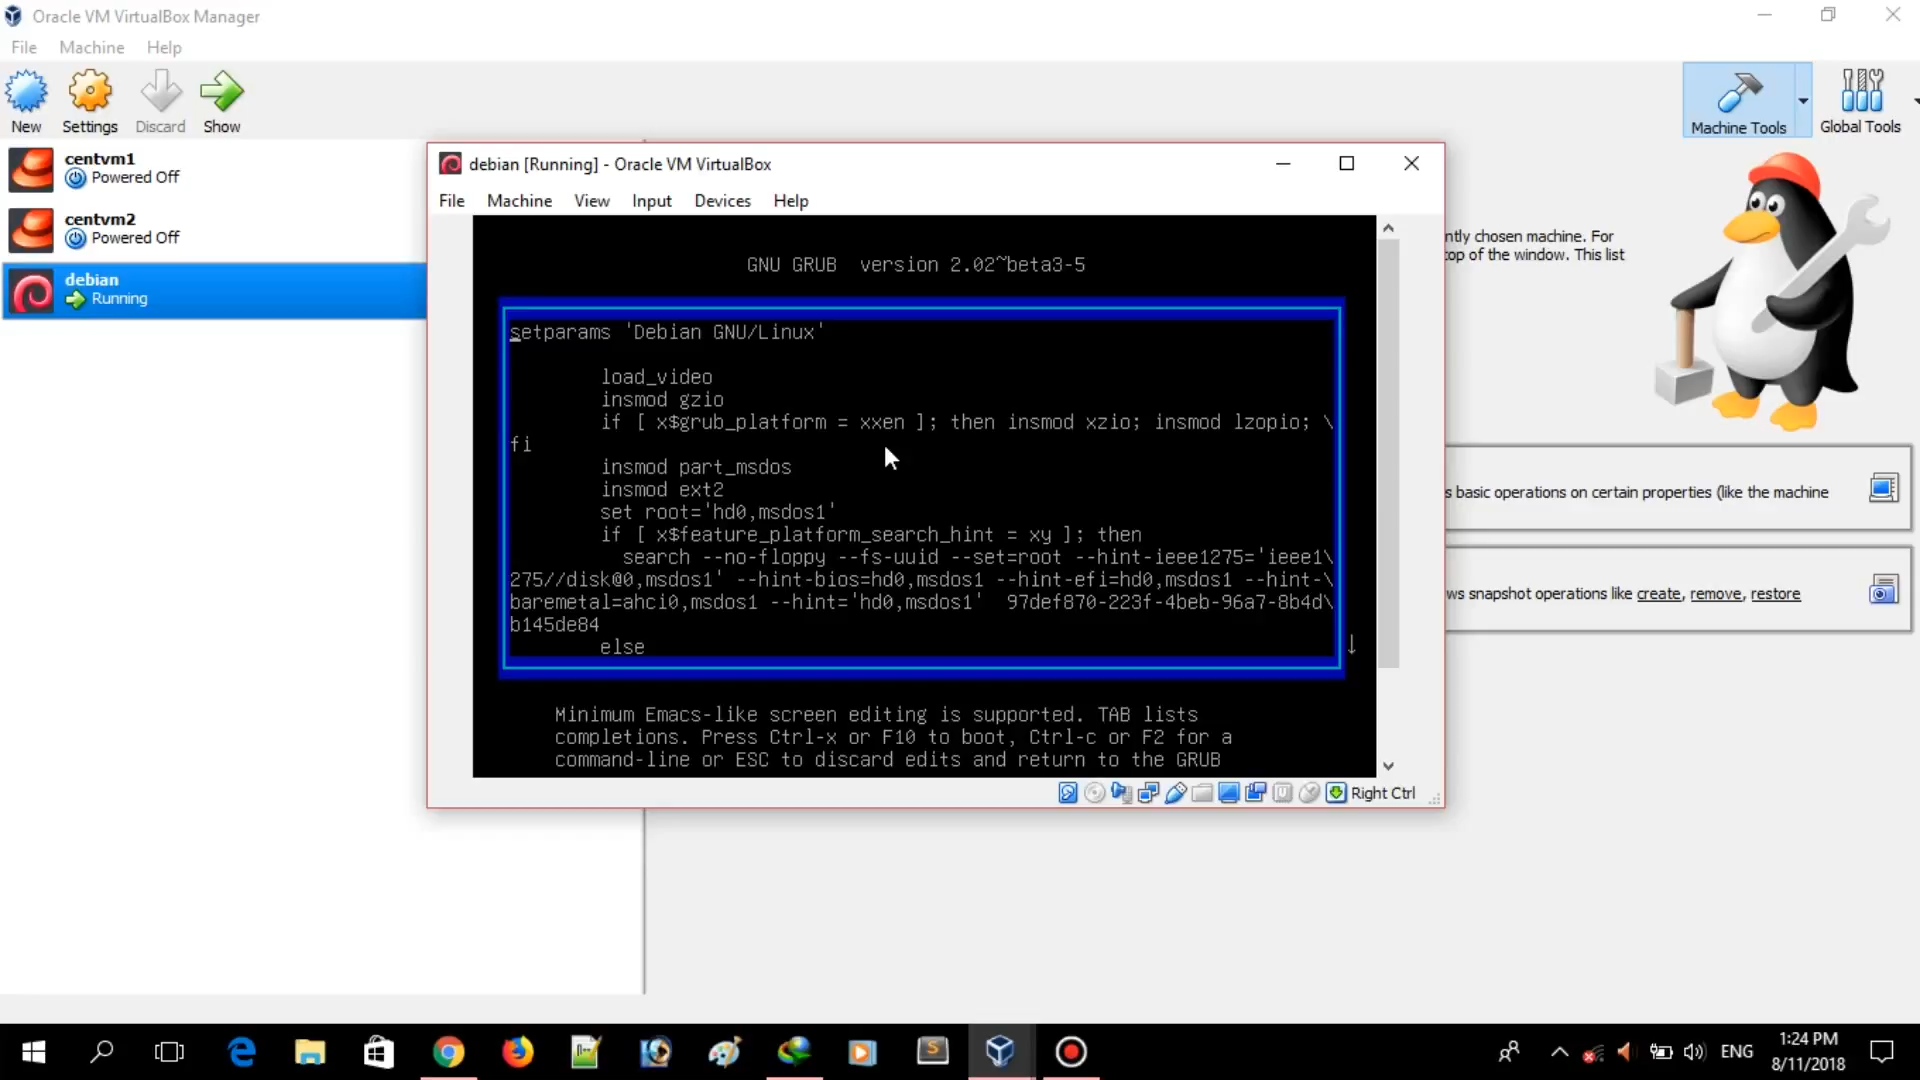 Oracle VM VirtualBox Manager
File Machine Help
New Settings Discard Show
Machine Tools Global Tools
centvm1
Powered Off
centvm2
Powered Off
debian
Running
debian [Running] - Oracle VM VirtualBox
File Machine View Input Devices Help
GNU GRUB version 2.02~beta3-5
setparams 'Debian GNU/Linux'
load_video
insmod gzio
if [ x$grub_platform = xxen ]; then insmod xzio; insmod lzopio; \
fi
insmod part_msdos
insmod ext2
set root='hd0,msdos1'
if [ x$feature_platform_search_hint = xy ]; then
search --no-floppy --fs-uuid --set=root --hint-ieee1275='ieee1\
275//disk@0,msdos1' --hint-bios=hd0,msdos1 --hint-efi=hd0,msdos1 --hint-\
baremetal=ahci0,msdos1 --hint='hd0,msdos1' 97def870-223f-4beb-96a7-8b4d\
b145de84
else
Minimum Emacs-like screen editing is supported. TAB lists
completions. Press Ctrl-x or F10 to boot, Ctrl-c or F2 for a
command-line or ESC to discard edits and return to the GRUB
Right Ctrl
ntly chosen machine. For
top of the window. This list
s basic operations on certain properties (like the machine
ws snapshot operations like create, remove, restore
ENG
1:24 PM
8/11/2018